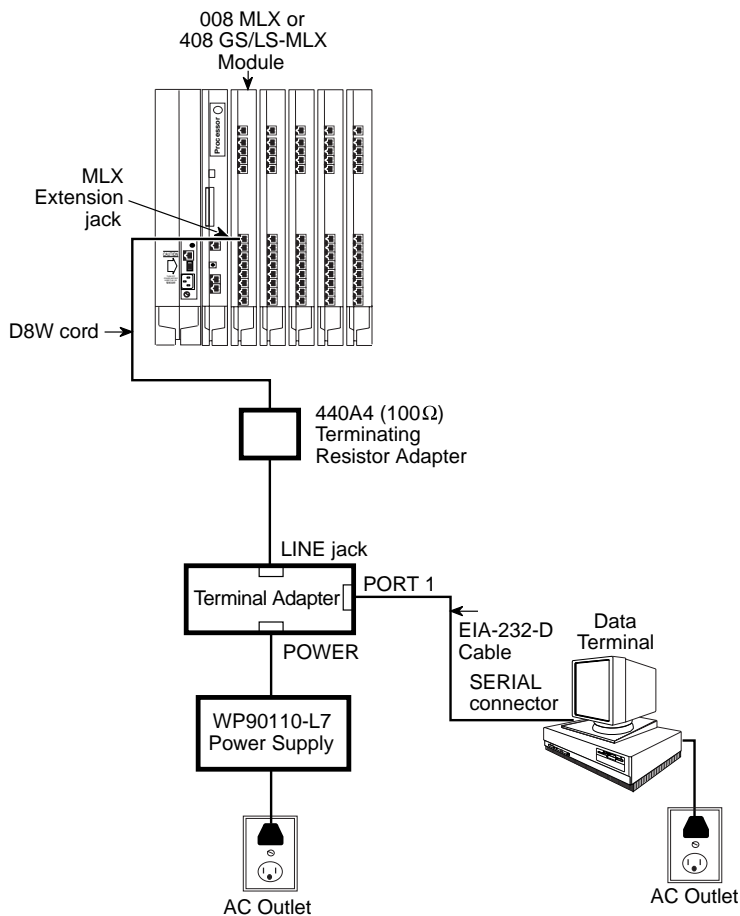 008 MLX or
408 GS/LS-MLX
Module
Processor
MLX
Extension
jack
D8W cord
440A4 (100Ω)
Terminating
Resistor Adapter
LINE jack
Terminal Adapter
PORT 1
EIA-232-D
Cable
Data
Terminal
POWER
SERIAL
connector
WP90110-L7
Power Supply
AC Outlet
AC Outlet